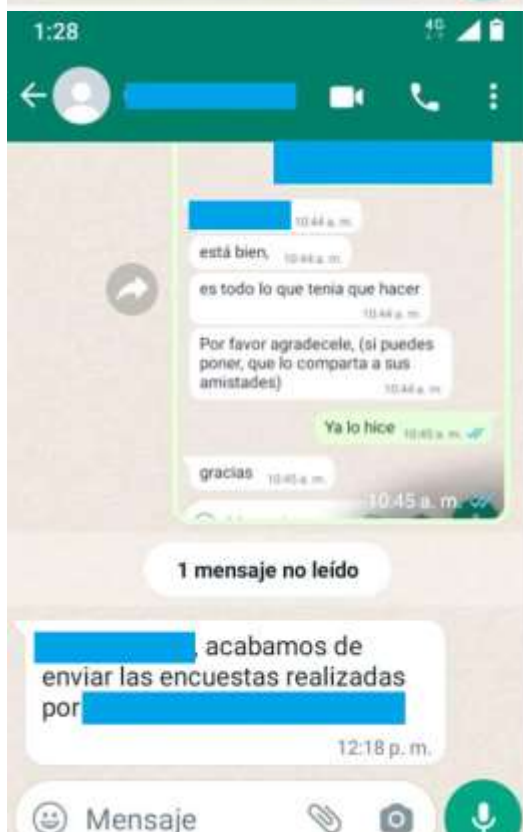 1:28
4G
10:44 a. m.
está bien, 10:44 a. m.
es todo lo que tenia que hacer
10:44 a. m.
Por favor agradecele, (si puedes
poner, que lo comparta a sus
amistades) 10:44 a. m.
Ya lo hice 10:45 a. m.
gracias 10:45 a. m.
10:45 a. m.
1 mensaje no leído
, acabamos de
enviar las encuestas realizadas
por
12:18 p. m.
Mensaje